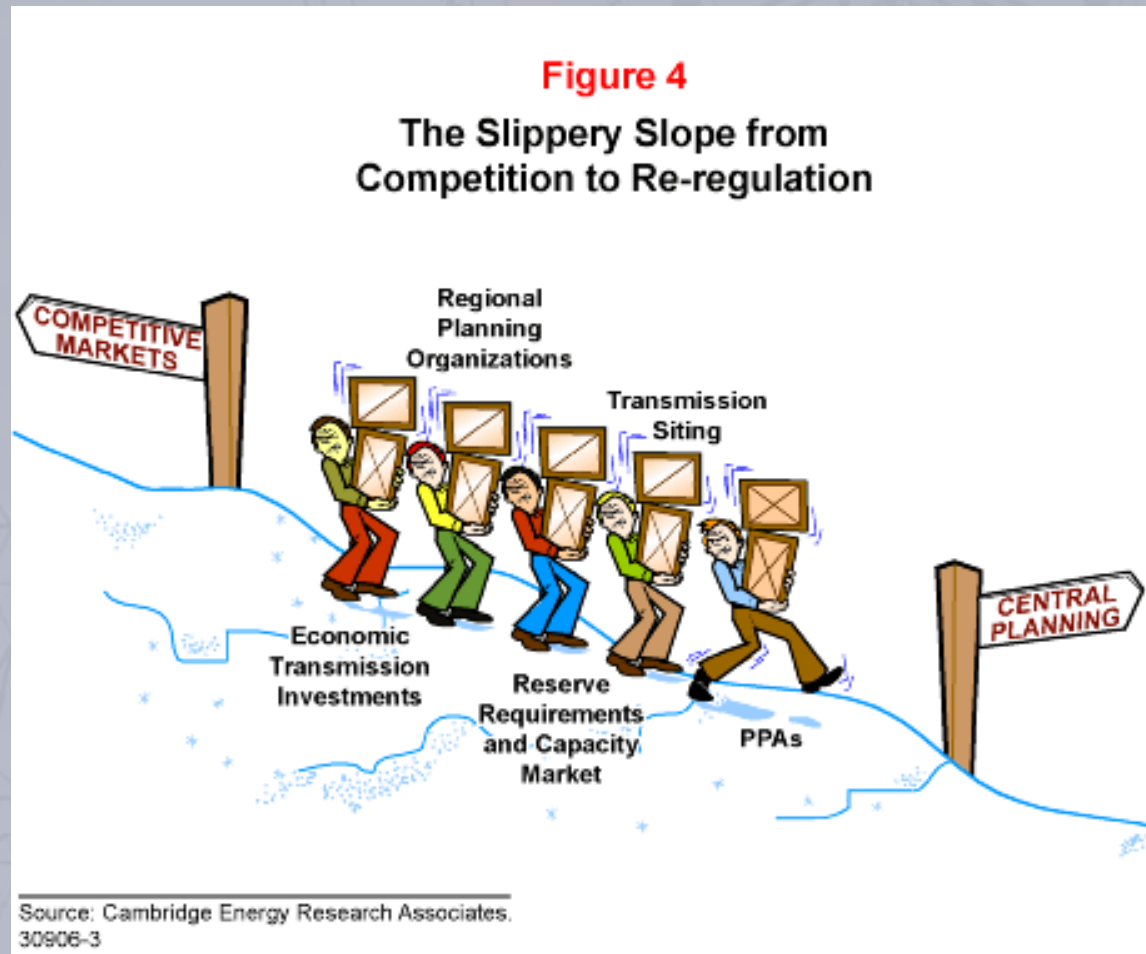 Figure 4
The Slippery Slope from
Competition to Re-regulation
COMPETITIVE
MARKETS
Regional
Planning
Organizations
Transmission
Siting
Economic
Transmission
Investments
Reserve
Requirements
and Capacity
Market
PPAs
CENTRAL
PLANNING
Source: Cambridge Energy Research Associates.
30906-3